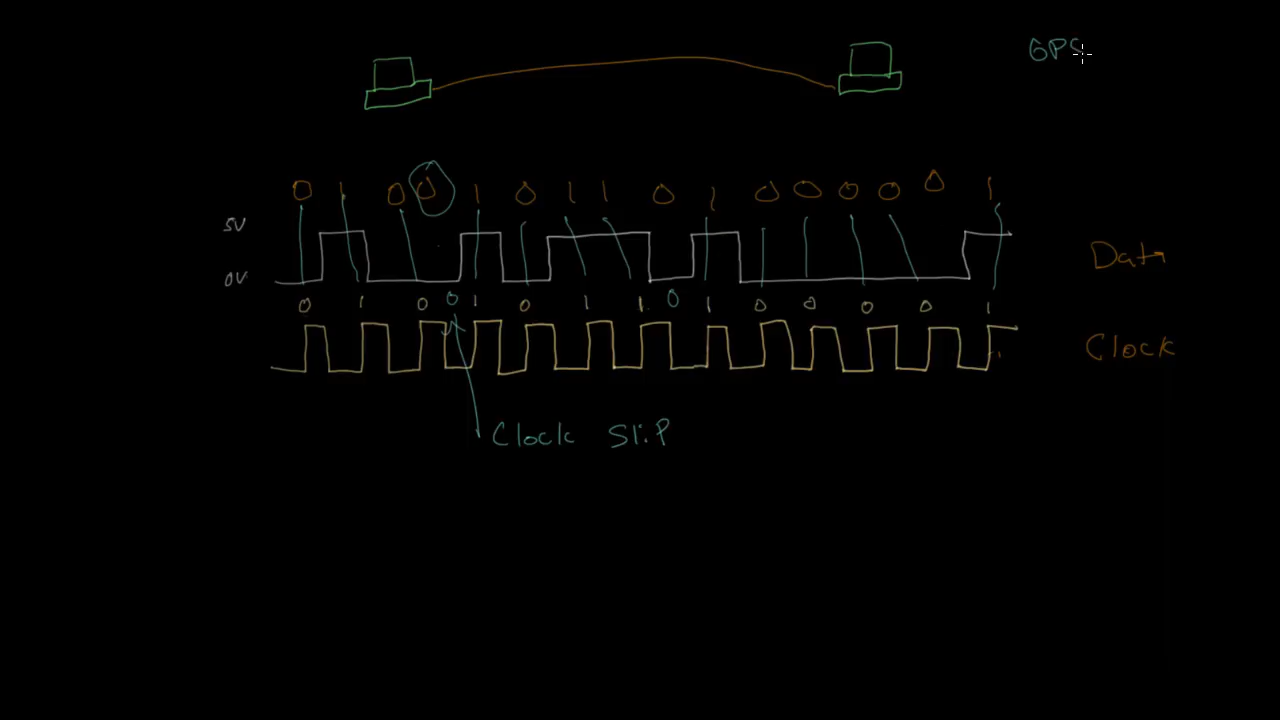 GPS
0 1 0 0 1 0 1 1 0 1 0 0 0 0 0 1
5V
0V
Data
0 1 0 0 1 0 1 1 0 1 0 0 0 0 1
Clock
Clock Slip